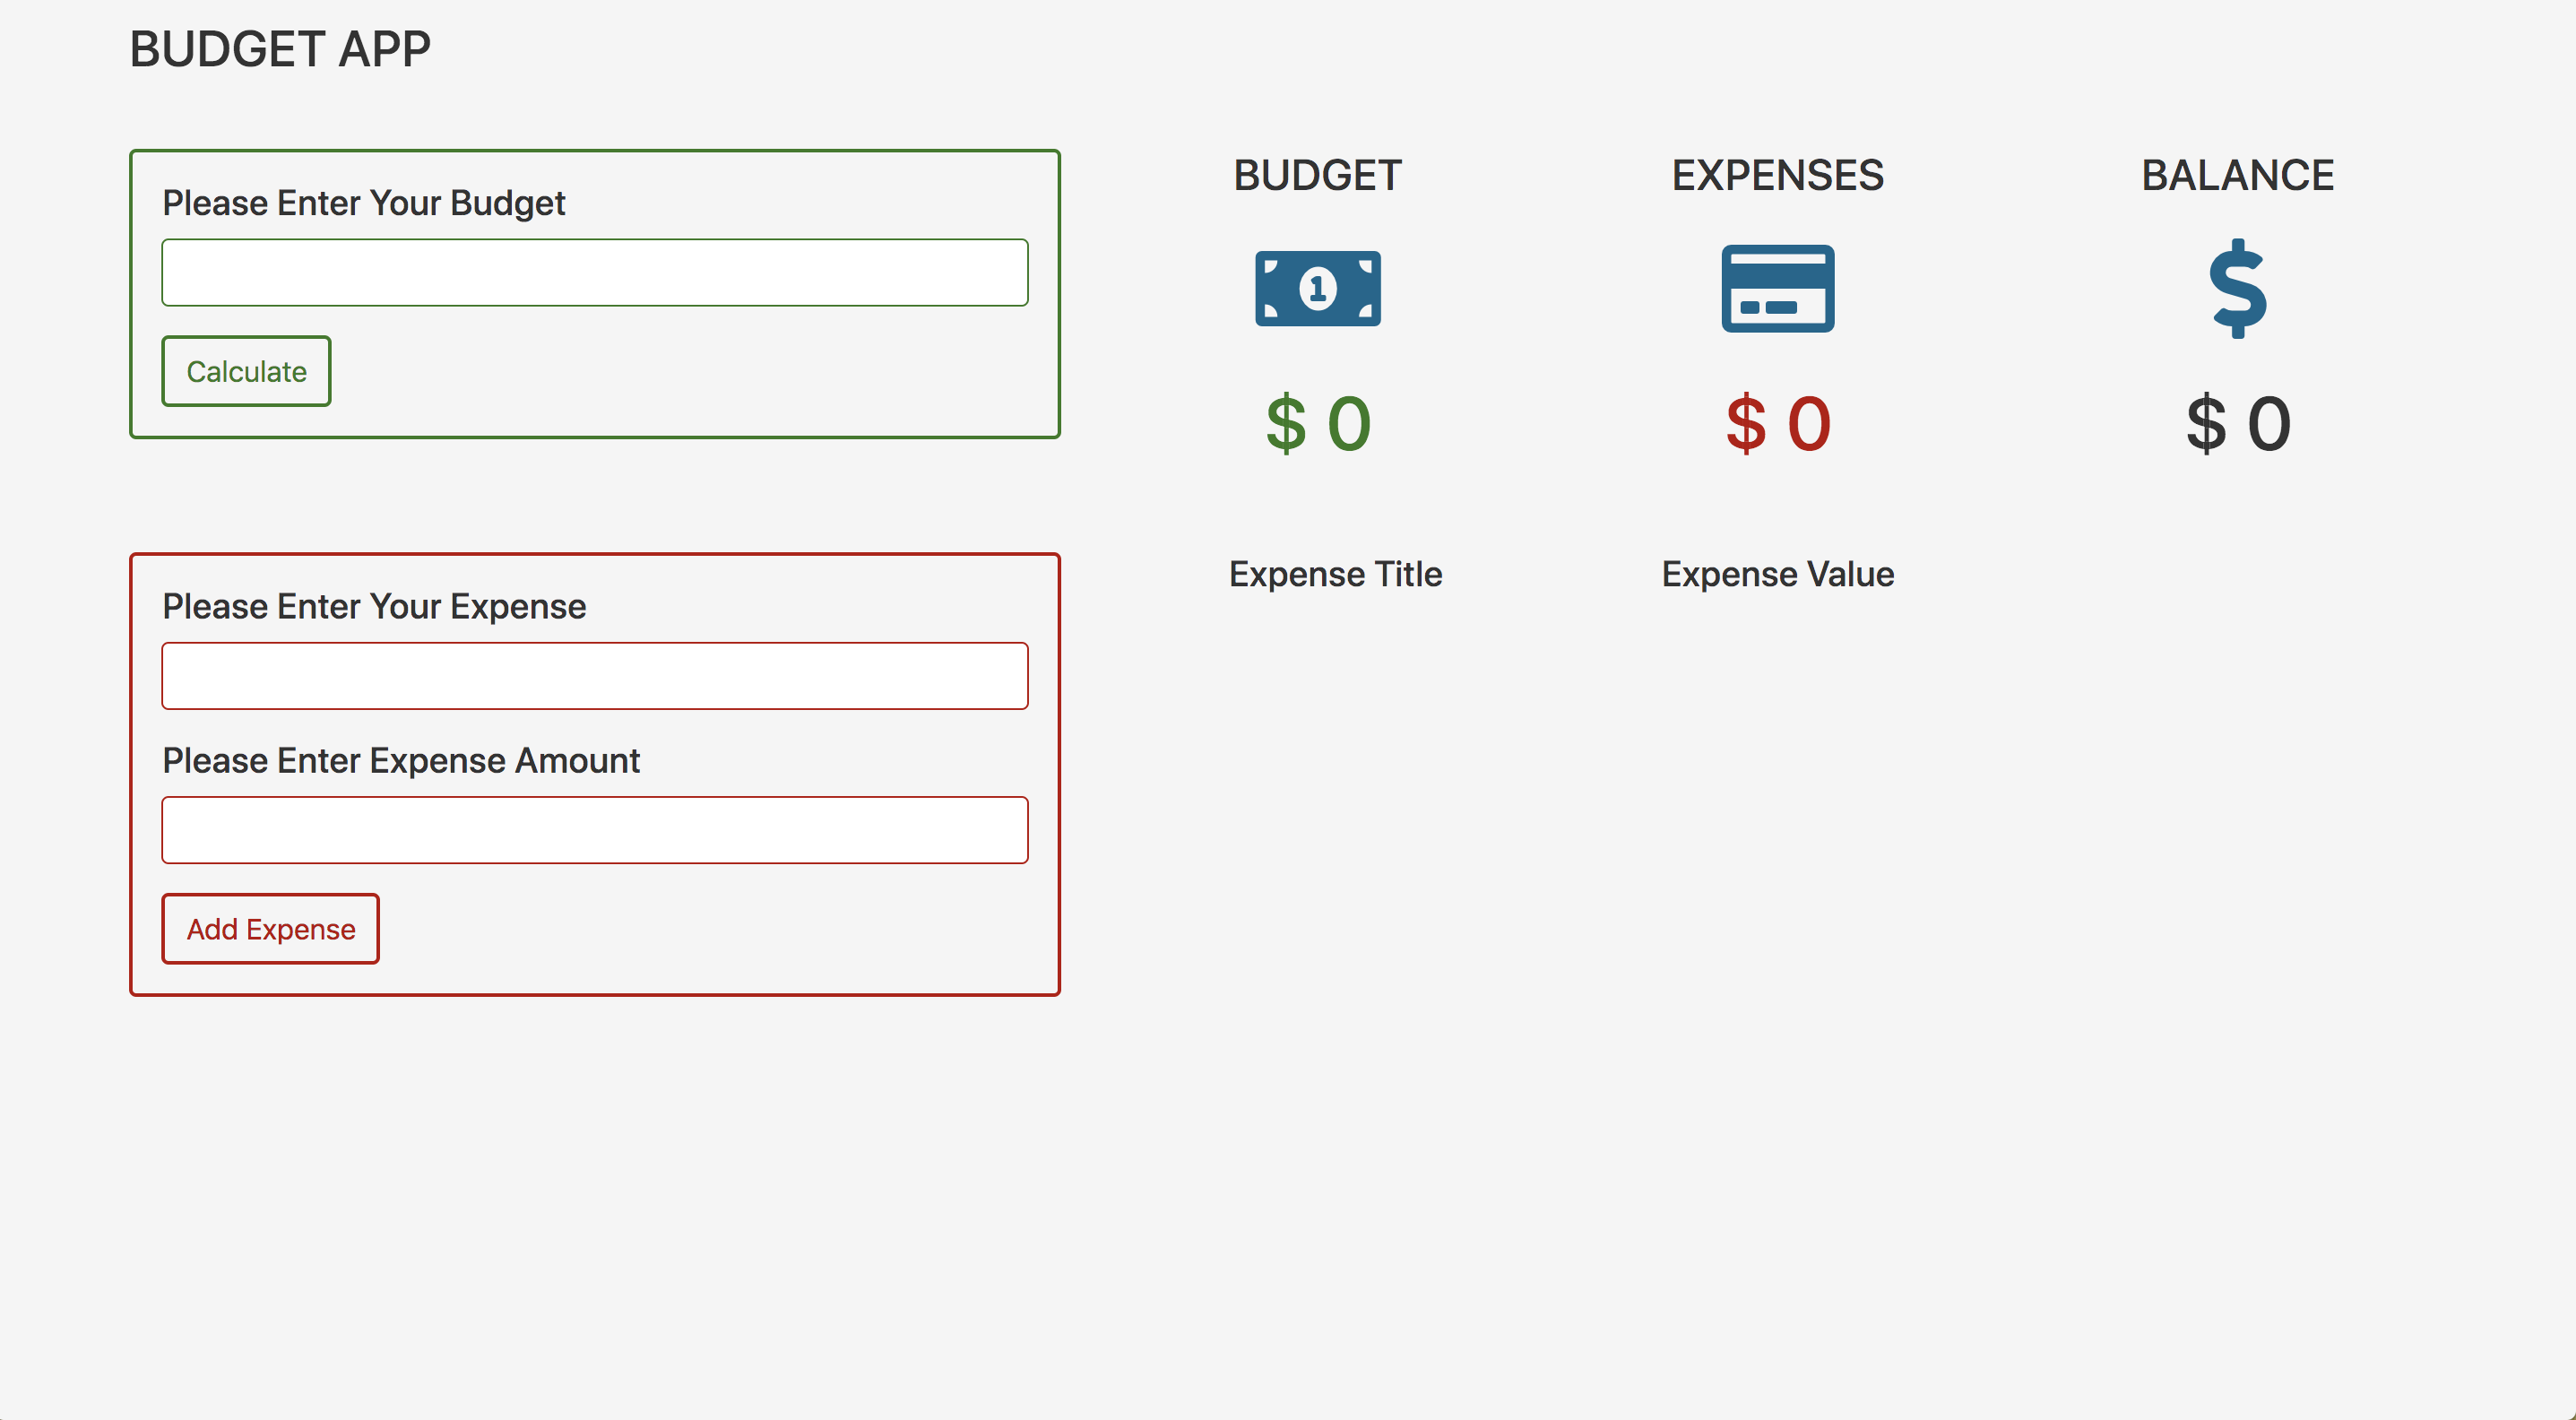 BUDGET APP
Please Enter Your Budget
Calculate
BUDGET
1
$ 0
EXPENSES
$ 0
BALANCE
$
$ 0
Please Enter Your Expense
Please Enter Expense Amount
Add Expense
Expense Title
Expense Value